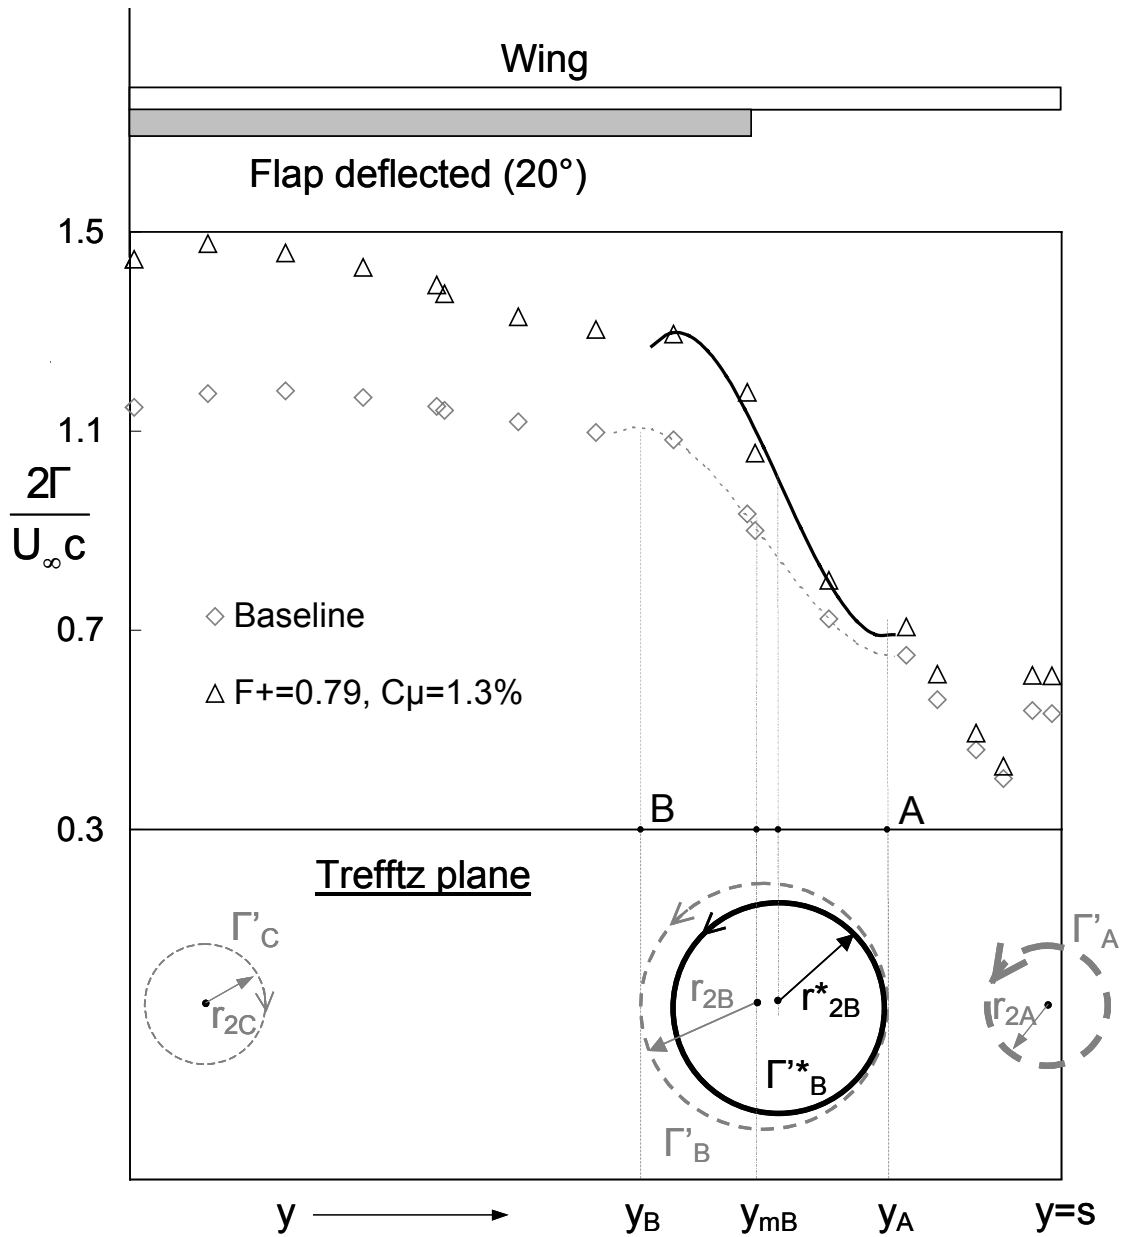 Wing
Flap deflected (20°)
1.5
1.1
2Γ
U∞c
0.7
0.3
Baseline
F+=0.79, Cμ=1.3%
B
A
Trefftz plane
Γ'C
r2C
r2B
r*2B
Γ'*B
Γ'B
Γ'A
r2A
y
yB
ymB
yA
y=s